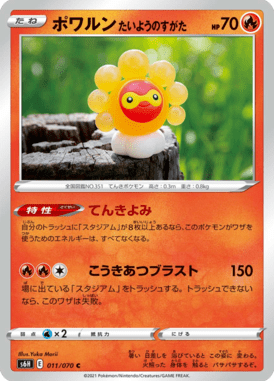 たね
ポワルン たいようのすがた
HP70
全国図鑑NO.351 てんきポケモン 高さ：0.3m 重さ：0.8kg
特性 てんきよみ
自分のトラッシュに「スタジアム」が８枚以上あるなら、このポケモンがワザを
使うためのエネルギーは、すべてなくなる。
こうきあつブラスト 150
場に出ている「スタジアム」をトラッシュする。トラッシュできない
なら、このワザは失敗。
弱点 ×2 抵抗力 にげる
Illus. Yuka Morii
S6H E 011/070 C
©2021 Pokémon/Nintendo/Creatures/GAME FREAK.